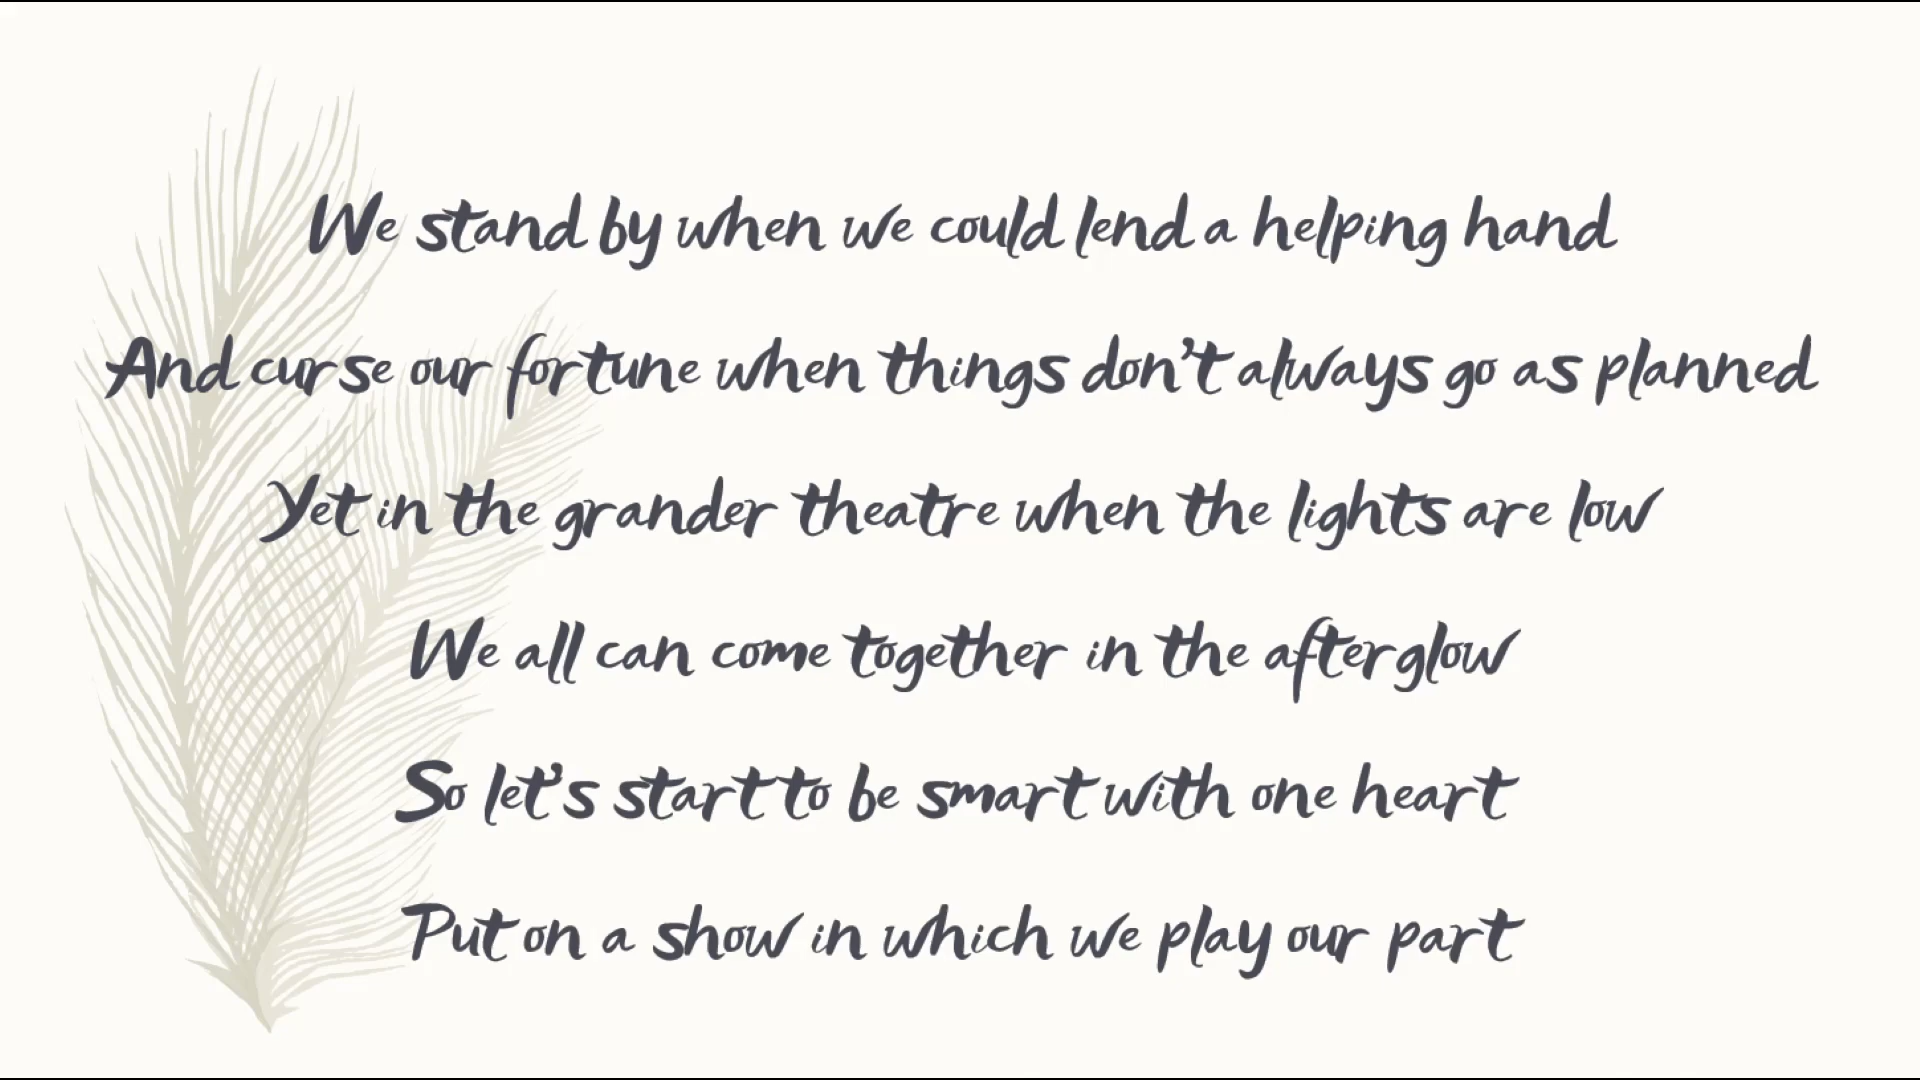 We stand by when we could lend a helping hand
And curse our fortune when things don't always go as planned
Yet in the grander theatre when the lights are low
We all can come together in the afterglow
So let's start to be smart with one heart
Put on a show in which we play our part